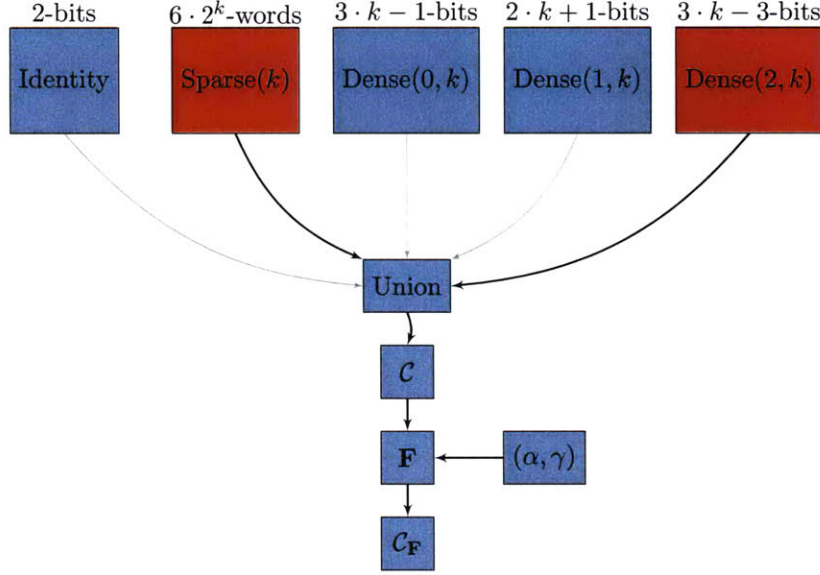 2-bits 6 · 2^k-words 3 · k − 1-bits 2 · k + 1-bits 3 · k − 3-bits
Identity Sparse(k) Dense(0, k) Dense(1, k) Dense(2, k)
Union
𝒞
F (α, γ)
𝒞_F